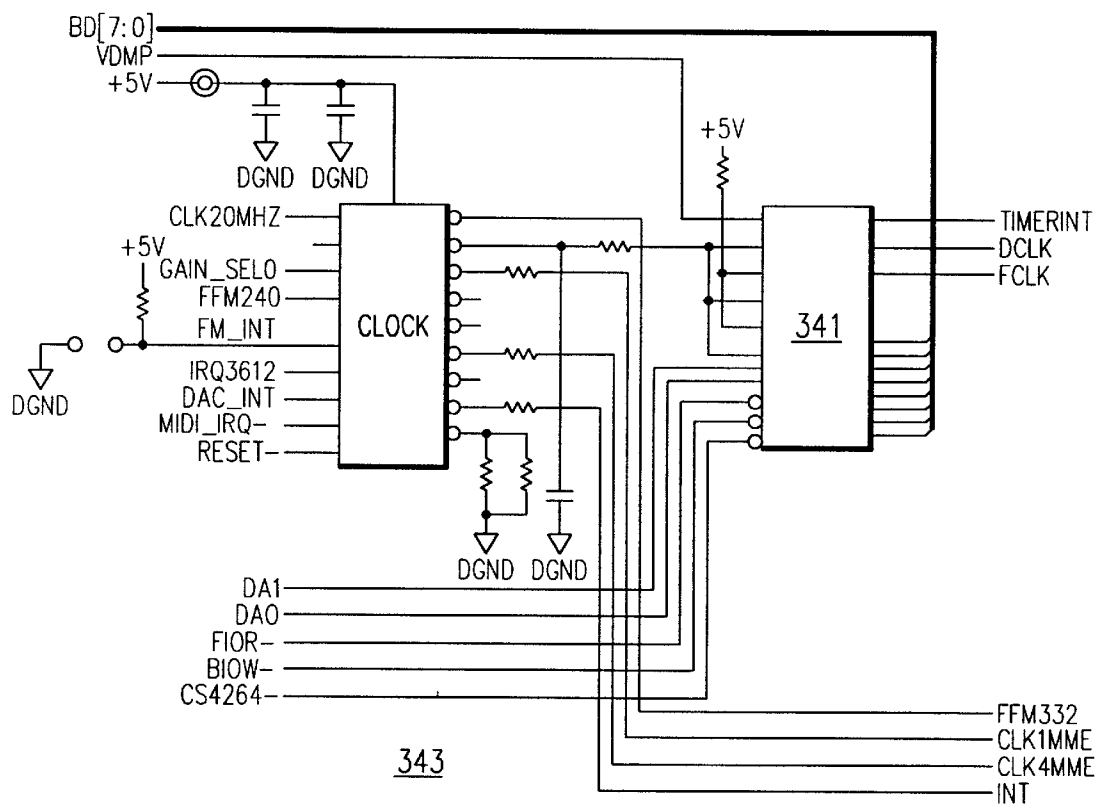 BD[7:0]
VDMP
+5V
DGND DGND
+5V
CLK20MHZ
+5V
GAIN_SEL0
FFM240
FM_INT
IRQ3612
DAC_INT
MIDI_IRQ-
RESET-
DGND
CLOCK
341
TIMERINT
DCLK
FCLK
DGND DGND
DA1
DA0
FIOR-
BIOW-
CS4264-
FFM332
CLK1MME
CLK4MME
INT
343